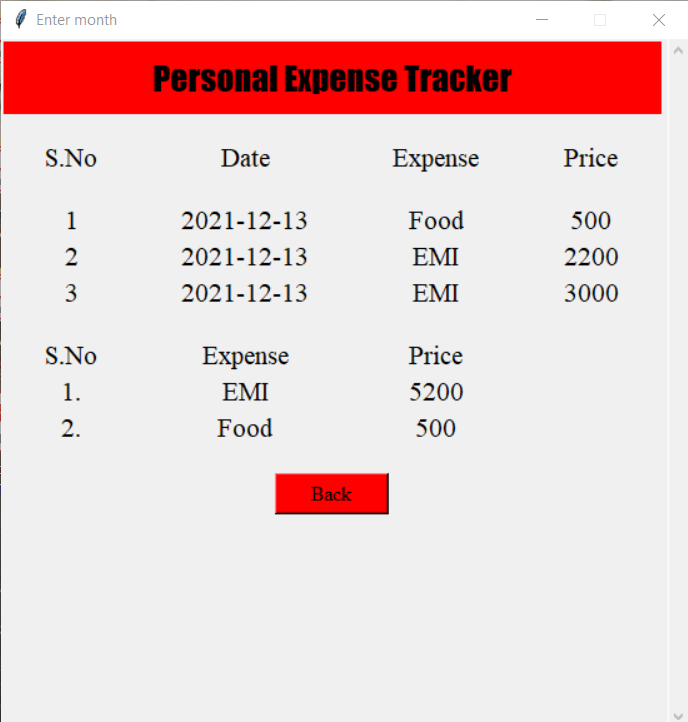 Enter month
Personal Expense Tracker
S.No Date Expense Price
1 2021-12-13 Food 500
2 2021-12-13 EMI 2200
3 2021-12-13 EMI 3000
S.No Expense Price
1. EMI 5200
2. Food 500
Back